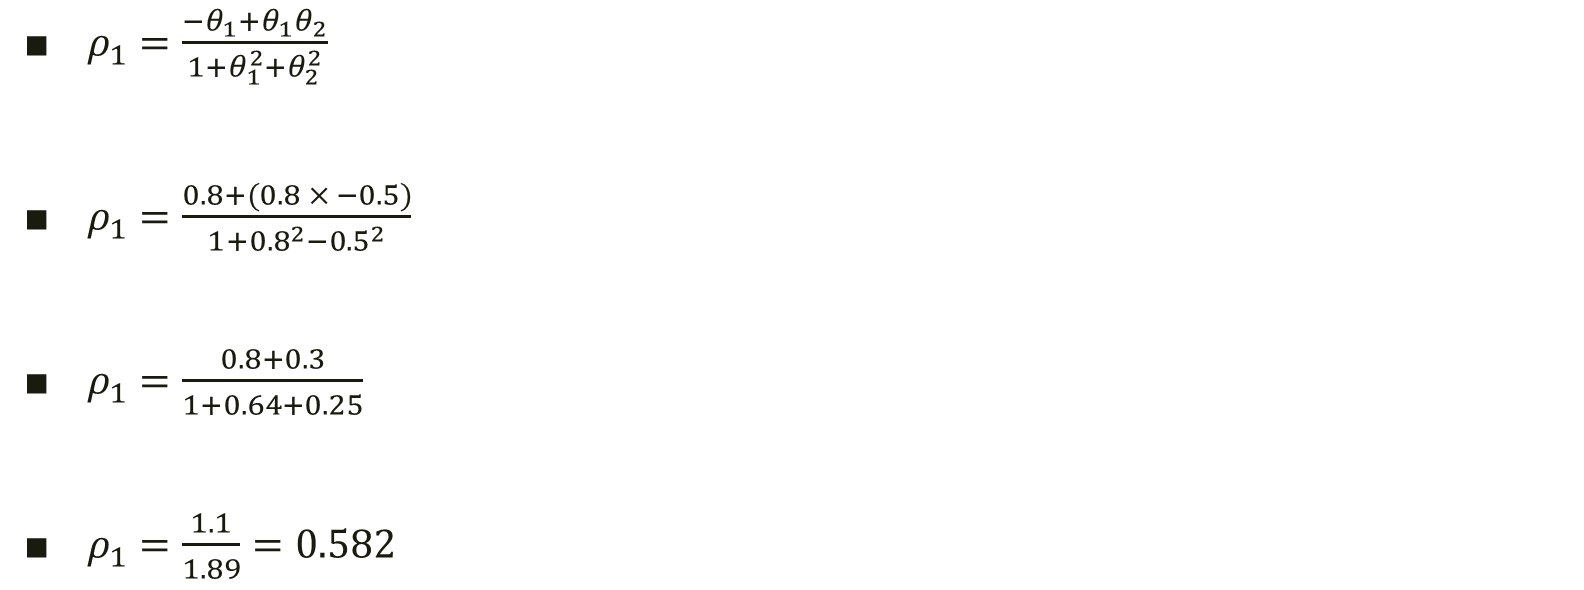 ▪ ρ₁ = (−θ₁+θ₁θ₂)/(1+θ₁²+θ₂²)
▪ ρ₁ = (0.8+(0.8 × −0.5))/(1+0.8²−0.5²)
▪ ρ₁ = (0.8+0.3)/(1+0.64+0.25)
▪ ρ₁ = 1.1/1.89 = 0.582